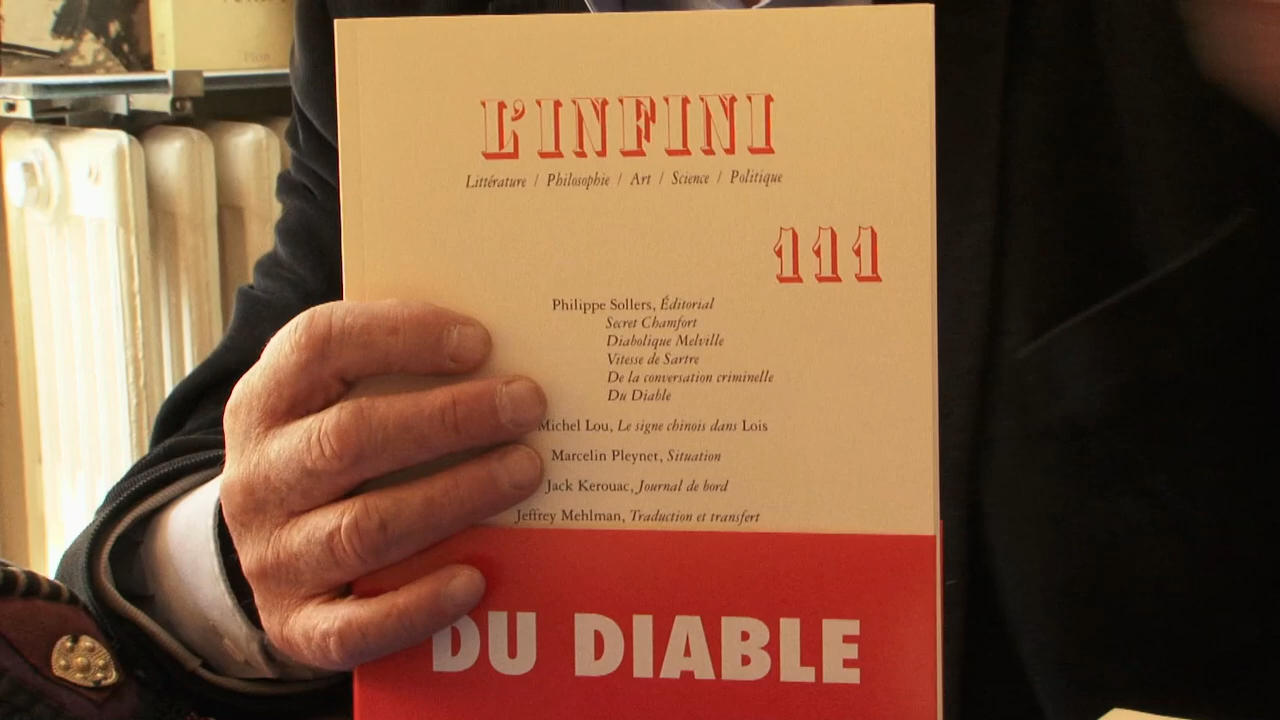 Plon
L'INFINI
Littérature / Philosophie / Art / Science / Politique
111
Philippe Sollers, Éditorial
Secret Chamfort
Diabolique Melville
Vitesse de Sartre
De la conversation criminelle
Du Diable
Michel Lou, Le signe chinois dans Lois
Marcelin Pleynet, Situation
Jack Kerouac, Journal de bord
Jeffrey Mehlman, Traduction et transfert
DU DIABLE